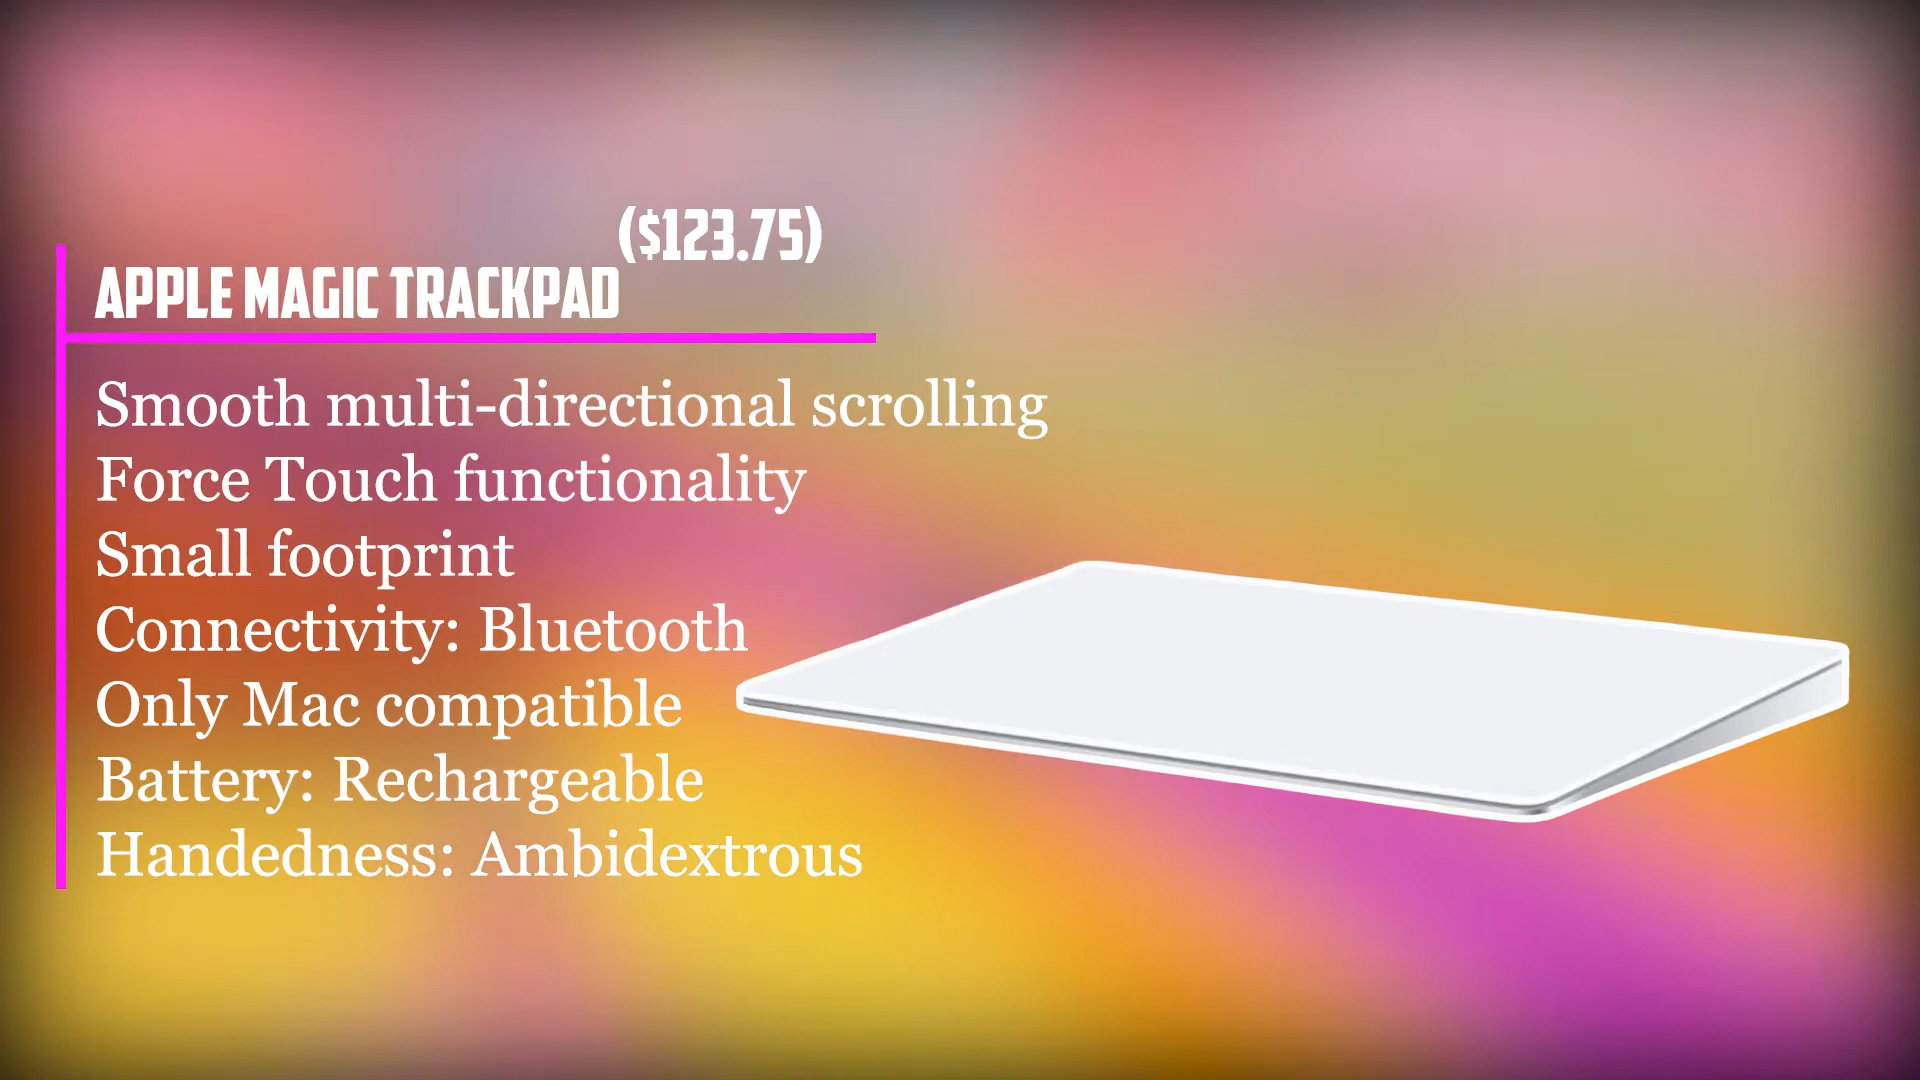 ($123.75)
APPLE MAGIC TRACKPAD
Smooth multi-directional scrolling
Force Touch functionality
Small footprint
Connectivity: Bluetooth
Only Mac compatible
Battery: Rechargeable
Handedness: Ambidextrous